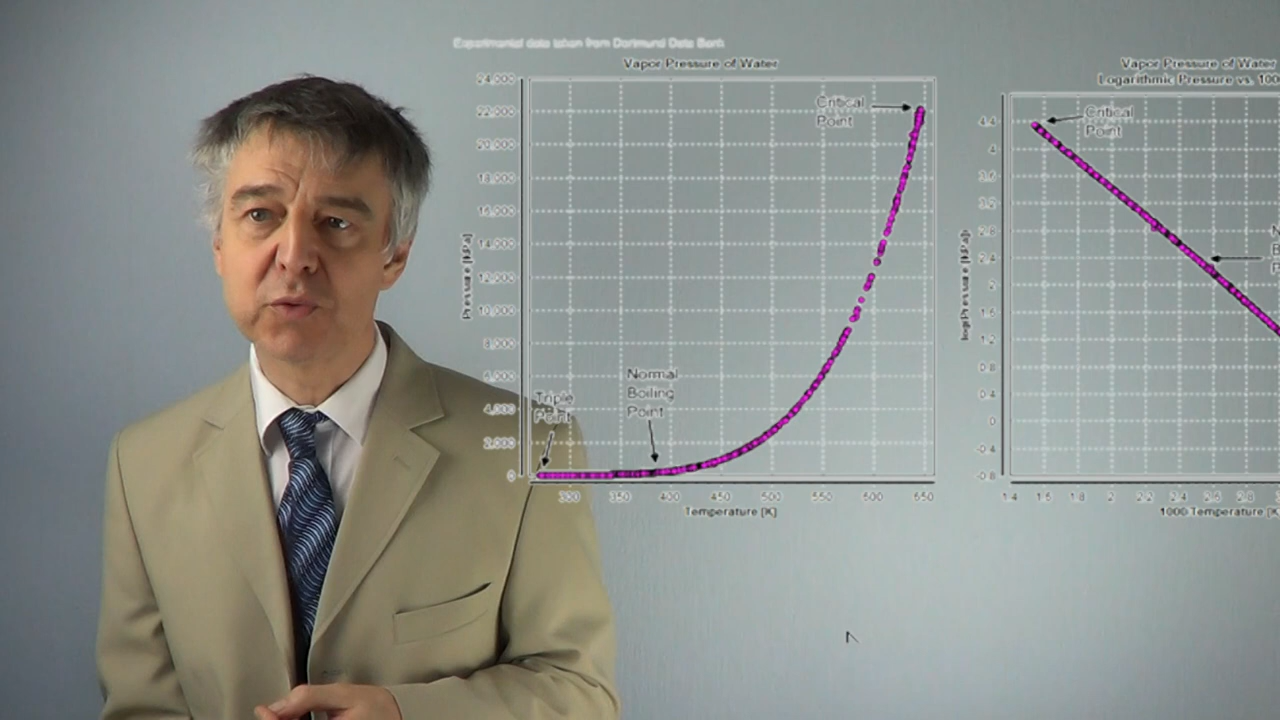 Experimental data taken from Dortmund Data Bank
Vapor Pressure of Water
24,000
22,000
20,000
18,000
16,000
14,000
12,000
10,000
8,000
6,000
4,000
2,000
0
Pressure [kPa]
Critical
Point
Normal
Boiling
Point
Triple
Point
300 350 400 450 500 550 600 650
Temperature [K]
Vapor Pressure of Water
Logarithmic Pressure vs. 100
4.4
4
3.6
3.2
2.8
2.4
2
1.6
1.2
0.8
0.4
0
-0.4
-0.8
log(Pressure [kPa])
Critical
Point
N
B
P
1.4 1.6 1.8 2 2.2 2.4 2.6 2.8
1000 Temperature [K